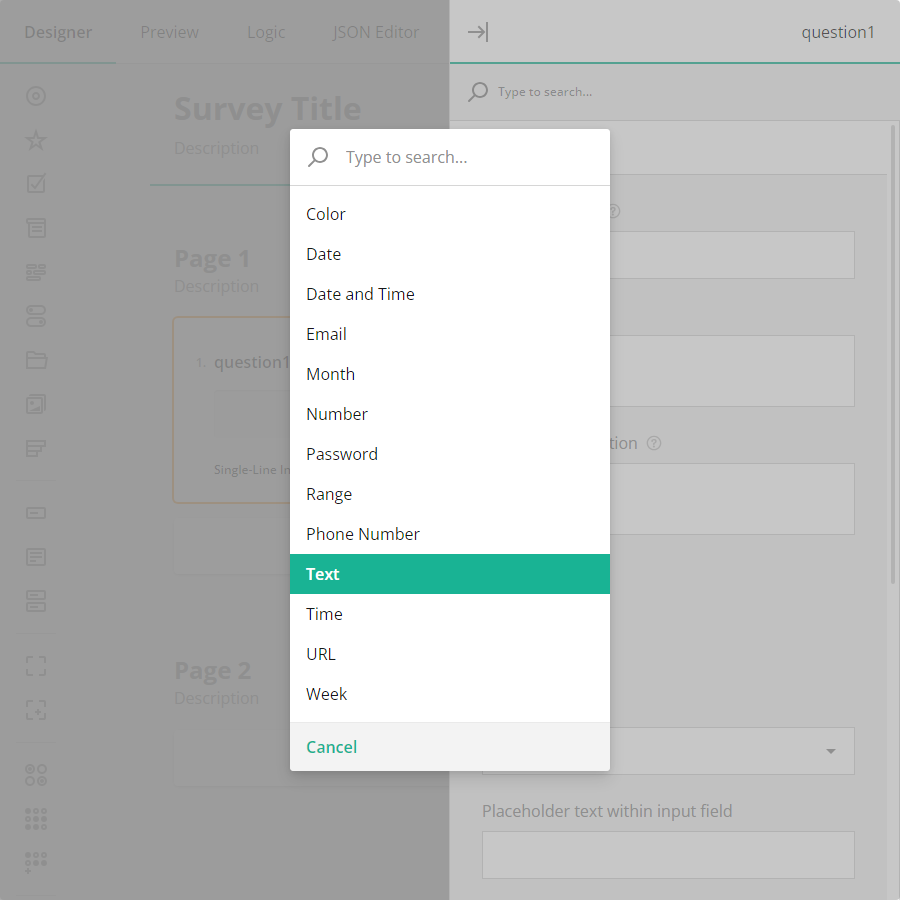 Designer Preview Logic JSON Editor
question1
Type to search...
Survey Title
Description
Type to search...
Color
Date
Date and Time
Email
Month
Number
Password
Range
Phone Number
Text
Time
URL
Week
Cancel
Page 1
Description
1. question1
Single-Line In
Page 2
Description
tion
Placeholder text within input field